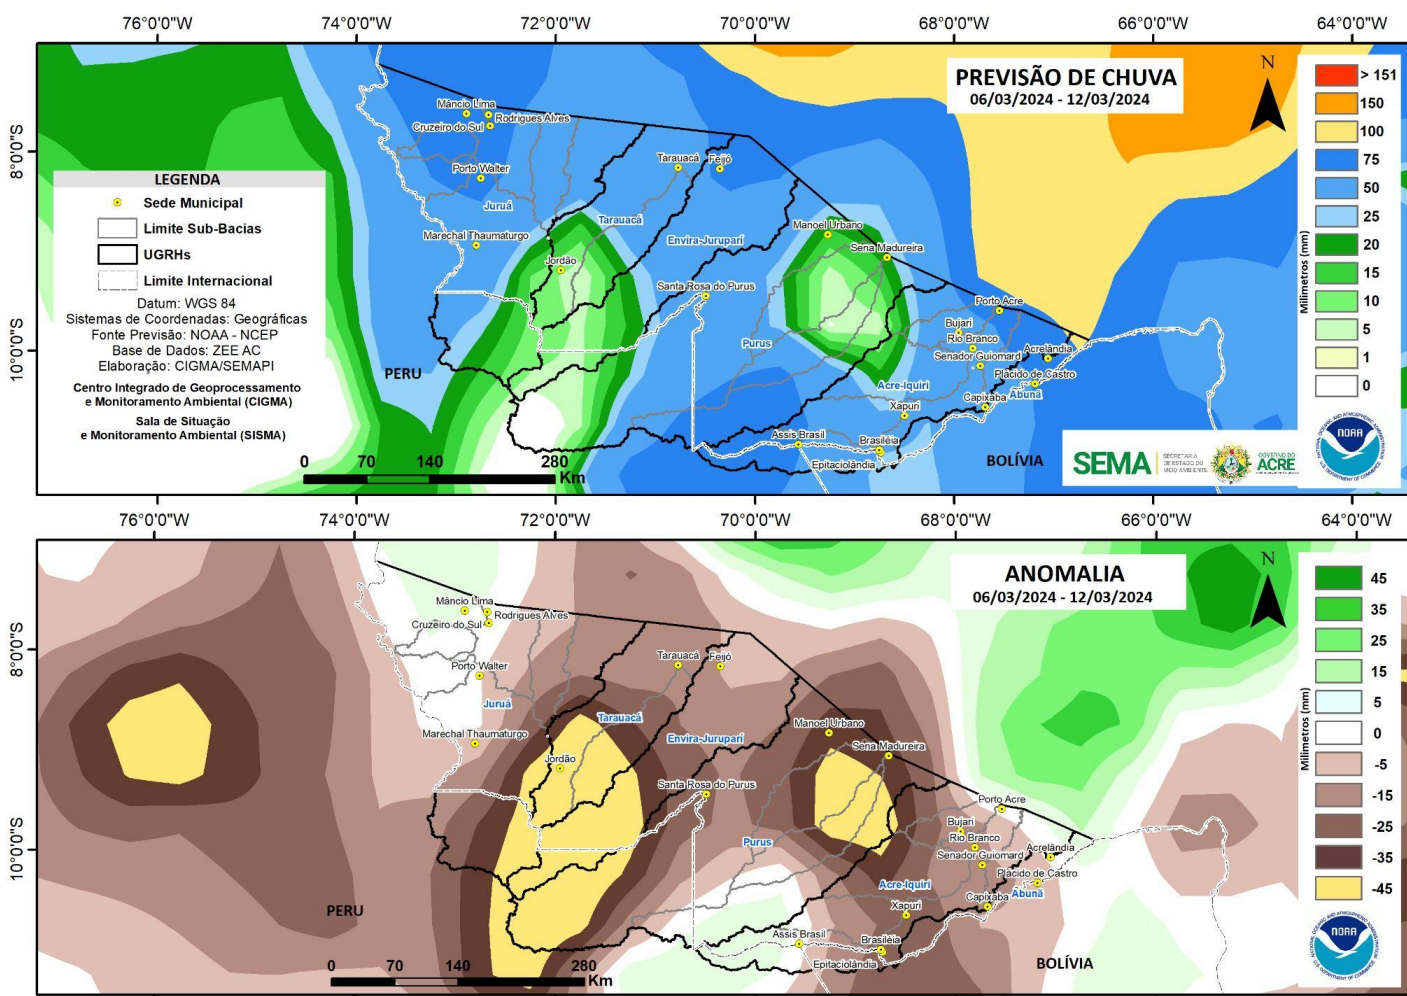 76°0'0"W 74°0'0"W 72°0'0"W 70°0'0"W 68°0'0"W 66°0'0"W 64°0'0"W
8°0'0"S
10°0'0"S
PREVISÃO DE CHUVA
06/03/2024 - 12/03/2024
N
> 151
150
100
75
50
25
20
15
10
5
1
0
Milímetros (mm)
LEGENDA
Sede Municipal
Limite Sub-Bacias
UGRHs
Limite Internacional
Datum: WGS 84
Sistemas de Coordenadas: Geográficas
Fonte Previsão: NOAA - NCEP
Base de Dados: ZEE AC
Elaboração: CIGMA/SEMAPI
Centro Integrado de Geoprocessamento
e Monitoramento Ambiental (CIGMA)
Sala de Situação
e Monitoramento Ambiental (SISMA)
Mâncio Lima
Rodrigues Alves
Cruzeiro do Sul
Porto Walter
Juruá
Marechal Thaumaturgo
Jordão
Tarauacá
Feijó
Tarauacá
Envira-Jurupari
Santa Rosa do Purus
Manoel Urbano
Sena Madureira
Purus
Porto Acre
Bujari
Rio Branco
Senador Guiomard
Acrelândia
Plácido de Castro
Acre-Iquiri
Abunã
Capixaba
Xapuri
Assis Brasil
Brasiléia
Epitaciolândia
PERU
BOLÍVIA
0 70 140 280
Km
SEMA
SECRETARIA
DE ESTADO DO
MEIO AMBIENTE
GOVERNO DO
ACRE
NOAA
76°0'0"W 74°0'0"W 72°0'0"W 70°0'0"W 68°0'0"W 66°0'0"W 64°0'0"W
8°0'0"S
10°0'0"S
ANOMALIA
06/03/2024 - 12/03/2024
N
45
35
25
15
5
0
-5
-15
-25
-35
-45
Milímetros (mm)
Mâncio Lima
Rodrigues Alves
Cruzeiro do Sul
Porto Walter
Juruá
Marechal Thaumaturgo
Jordão
Tarauacá
Feijó
Tarauacá
Envira-Jurupari
Santa Rosa do Purus
Manoel Urbano
Sena Madureira
Purus
Porto Acre
Bujari
Rio Branco
Senador Guiomard
Acrelândia
Plácido de Castro
Acre-Iquiri
Abunã
Capixaba
Xapuri
Assis Brasil
Brasiléia
Epitaciolândia
PERU
BOLÍVIA
0 70 140 280
Km
NOAA